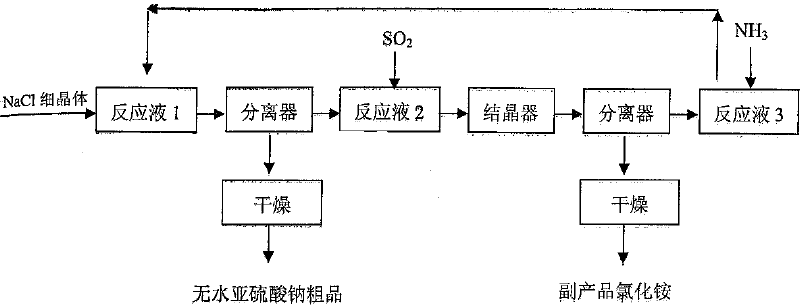 SO₂
NH₃
NaCl 细晶体
反应液 1
分离器
反应液 2
结晶器
分离器
反应液 3
干燥
干燥
无水亚硫酸钠粗品
副产品氯化铵